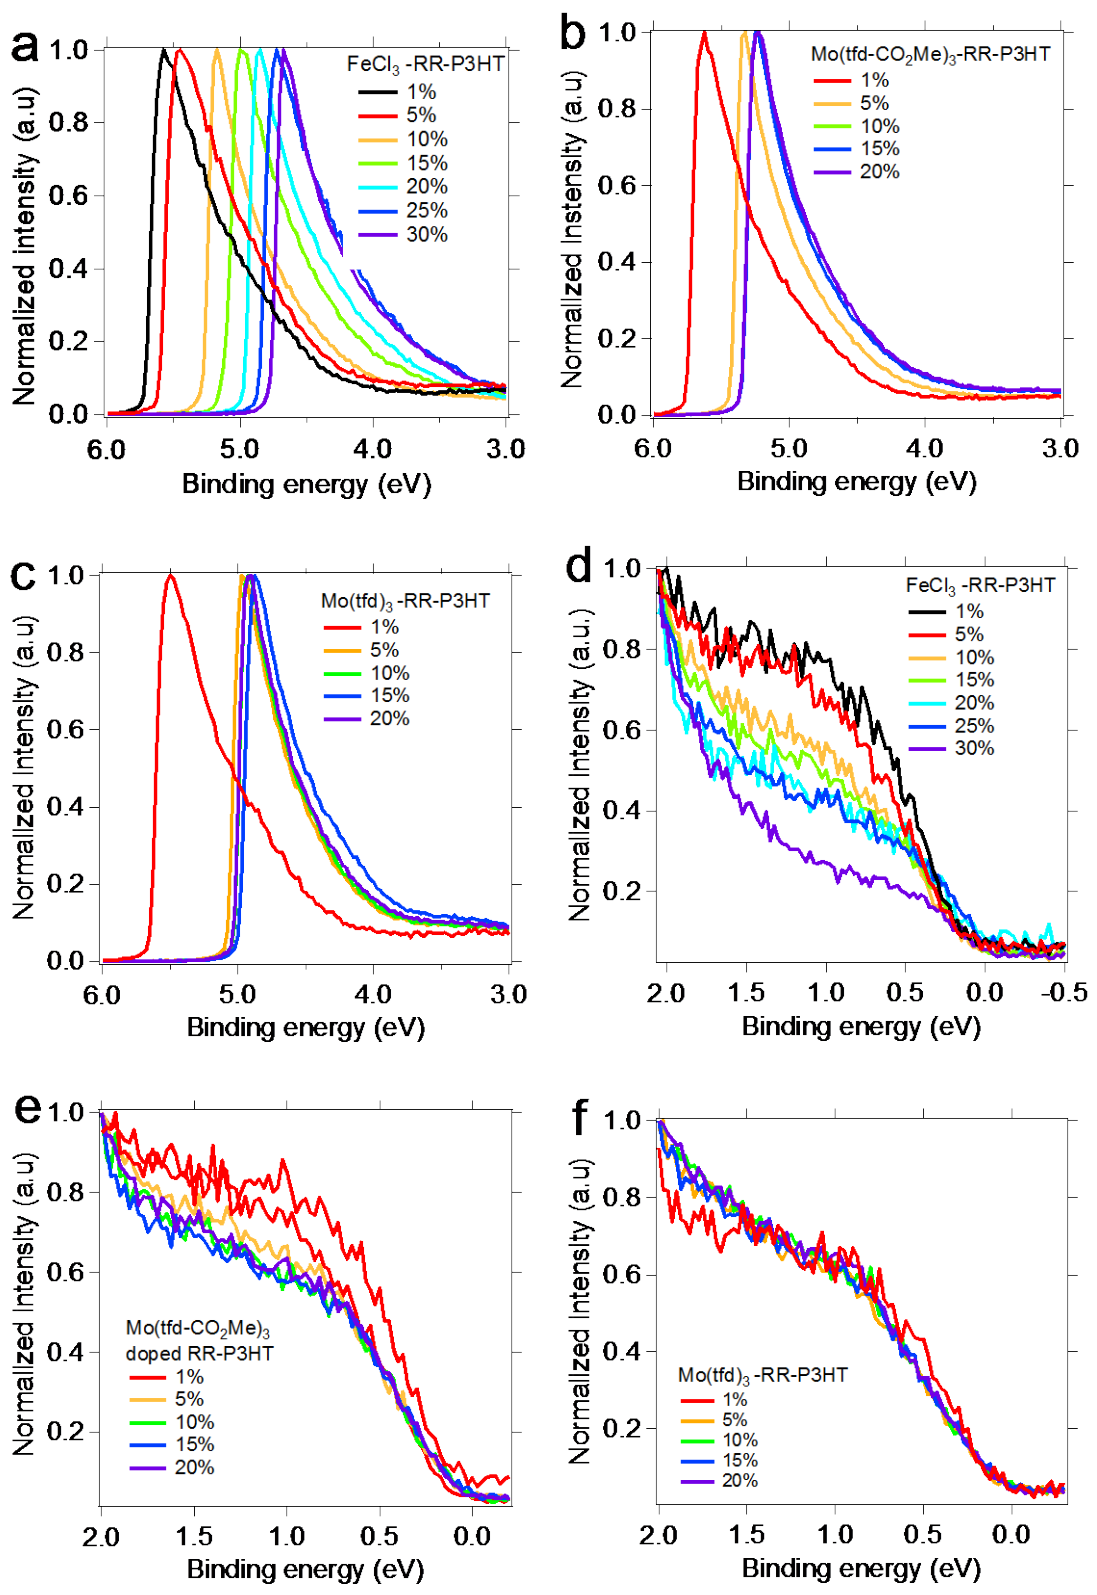 a
Normalized intensity (a.u)
1.0
0.8
0.6
0.4
0.2
0.0
FeCl3 -RR-P3HT
1%
5%
10%
15%
20%
25%
30%
6.0 5.0 4.0 3.0
Binding energy (eV)
b
Normalized Instensity (a.u)
1.0
0.8
0.6
0.4
0.2
0.0
Mo(tfd-CO2Me)3-RR-P3HT
1%
5%
10%
15%
20%
6.0 5.0 4.0 3.0
Binding energy (eV)
c
Normalized Intensity (a.u)
1.0
0.8
0.6
0.4
0.2
0.0
Mo(tfd)3 -RR-P3HT
1%
5%
10%
15%
20%
6.0 5.0 4.0 3.0
Binding energy (eV)
d
Normalized Intensity (a.u.)
1.0
0.8
0.6
0.4
0.2
FeCl3 -RR-P3HT
1%
5%
10%
15%
20%
25%
30%
2.0 1.5 1.0 0.5 0.0 -0.5
Binding energy (eV)
e
Normalized Intensity (a.u)
1.0
0.8
0.6
0.4
0.2
Mo(tfd-CO2Me)3
doped RR-P3HT
1%
5%
10%
15%
20%
2.0 1.5 1.0 0.5 0.0
Binding energy (eV)
f
Normalized Intensity (a.u)
1.0
0.8
0.6
0.4
0.2
Mo(tfd)3 -RR-P3HT
1%
5%
10%
15%
20%
2.0 1.5 1.0 0.5 0.0
Binding energy (eV)